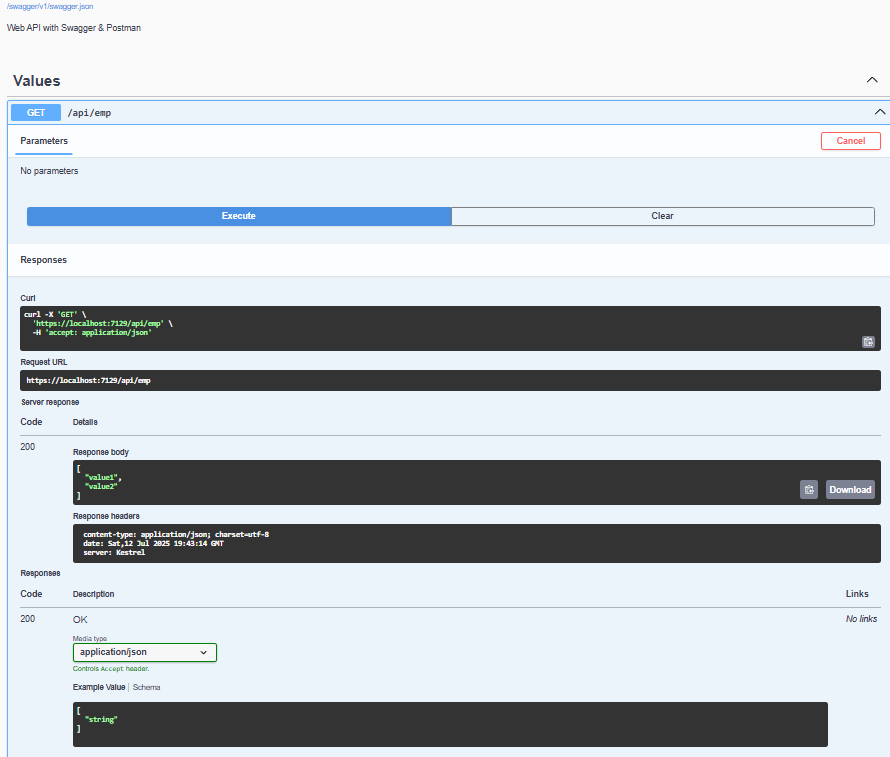 /swagger/v1/swagger.json
Web API with Swagger & Postman
Values
GET /api/emp
Parameters Cancel
No parameters
Execute Clear
Responses
Curl
curl -X 'GET' \
'https://localhost:7129/api/emp' \
-H 'accept: application/json'
Request URL
https://localhost:7129/api/emp
Server response
Code Details
200
Response body
[
"value1",
"value2"
]
Download
Response headers
content-type: application/json; charset=utf-8
date: Sat,12 Jul 2025 19:43:14 GMT
server: Kestrel
Responses
Code Description Links
200 OK No links
Media type
application/json
Controls Accept header.
Example Value | Schema
[
"string"
]